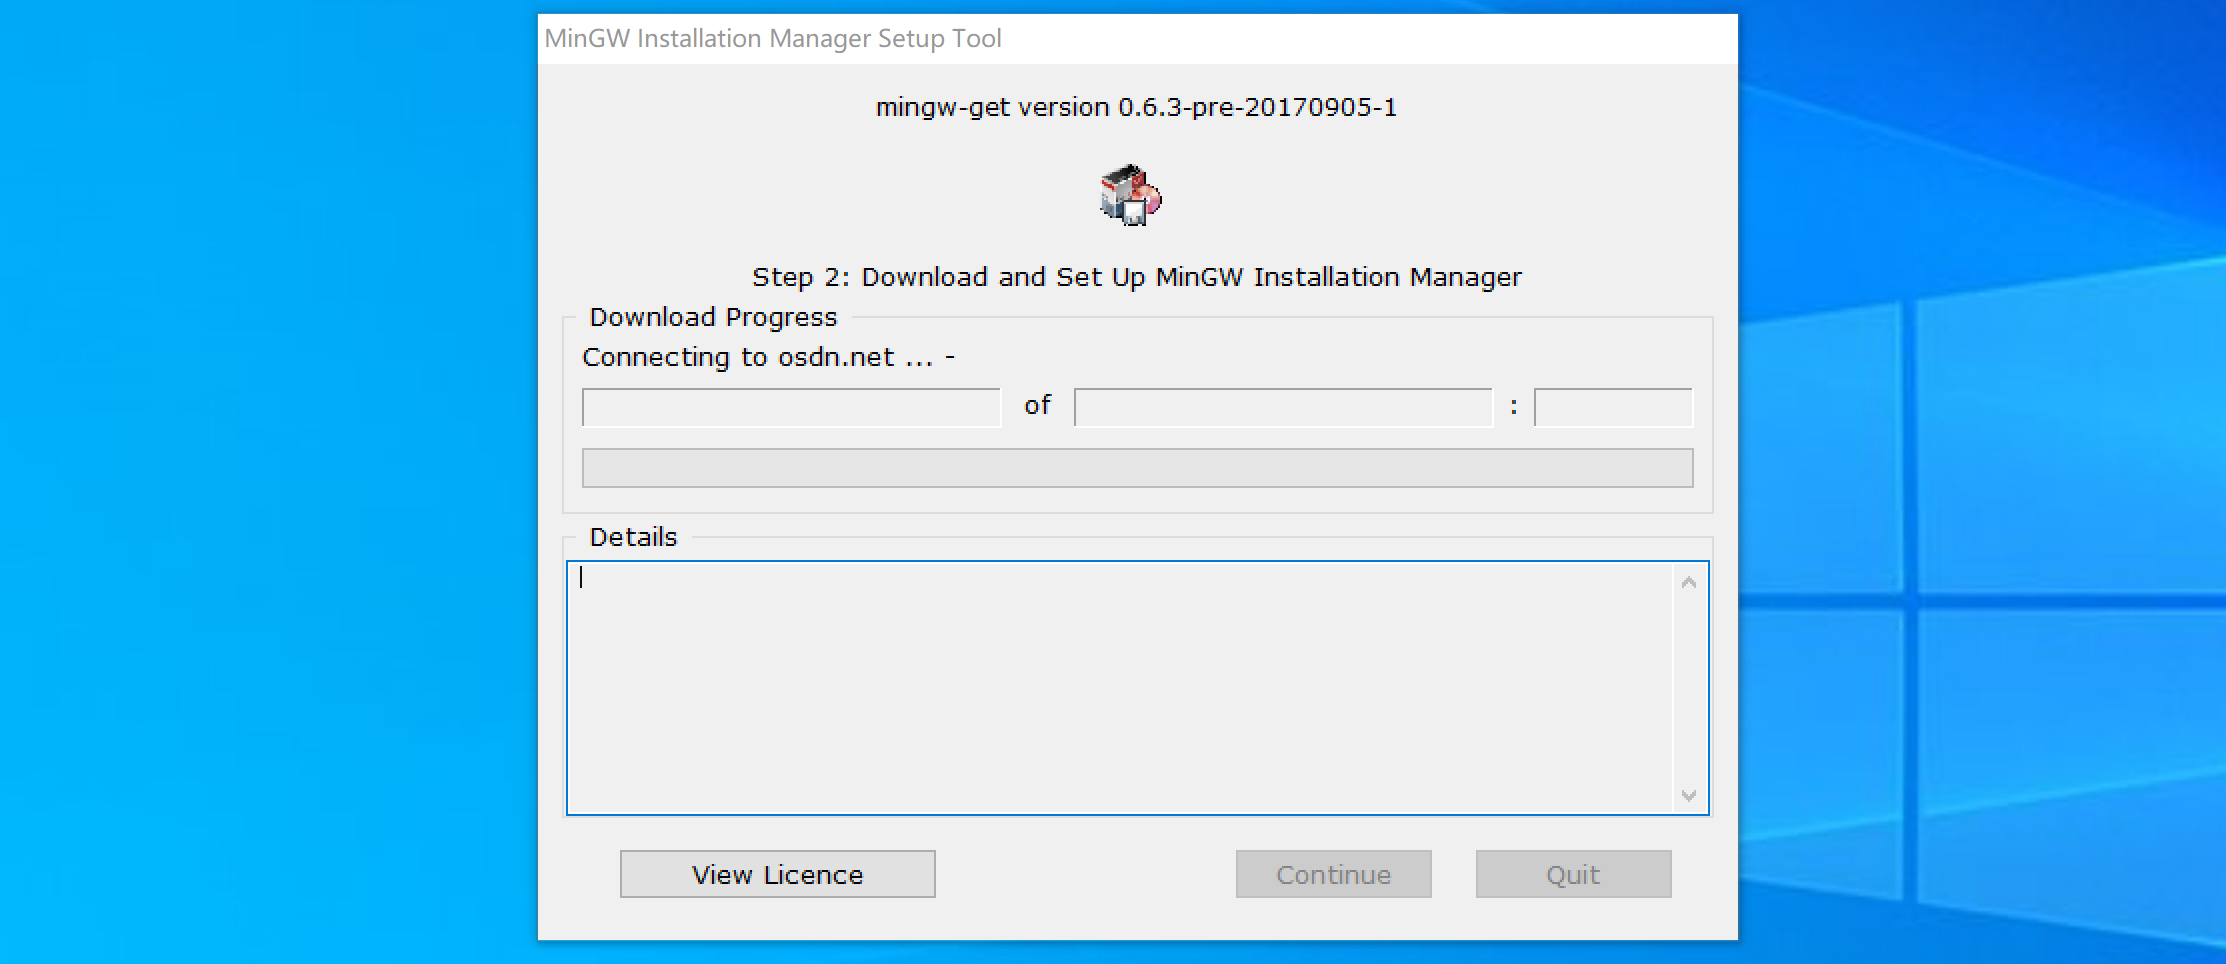 MinGW Installation Manager Setup Tool
mingw-get version 0.6.3-pre-20170905-1
Step 2: Download and Set Up MinGW Installation Manager
Download Progress
Connecting to osdn.net ... -
of :
Details
View Licence Continue Quit